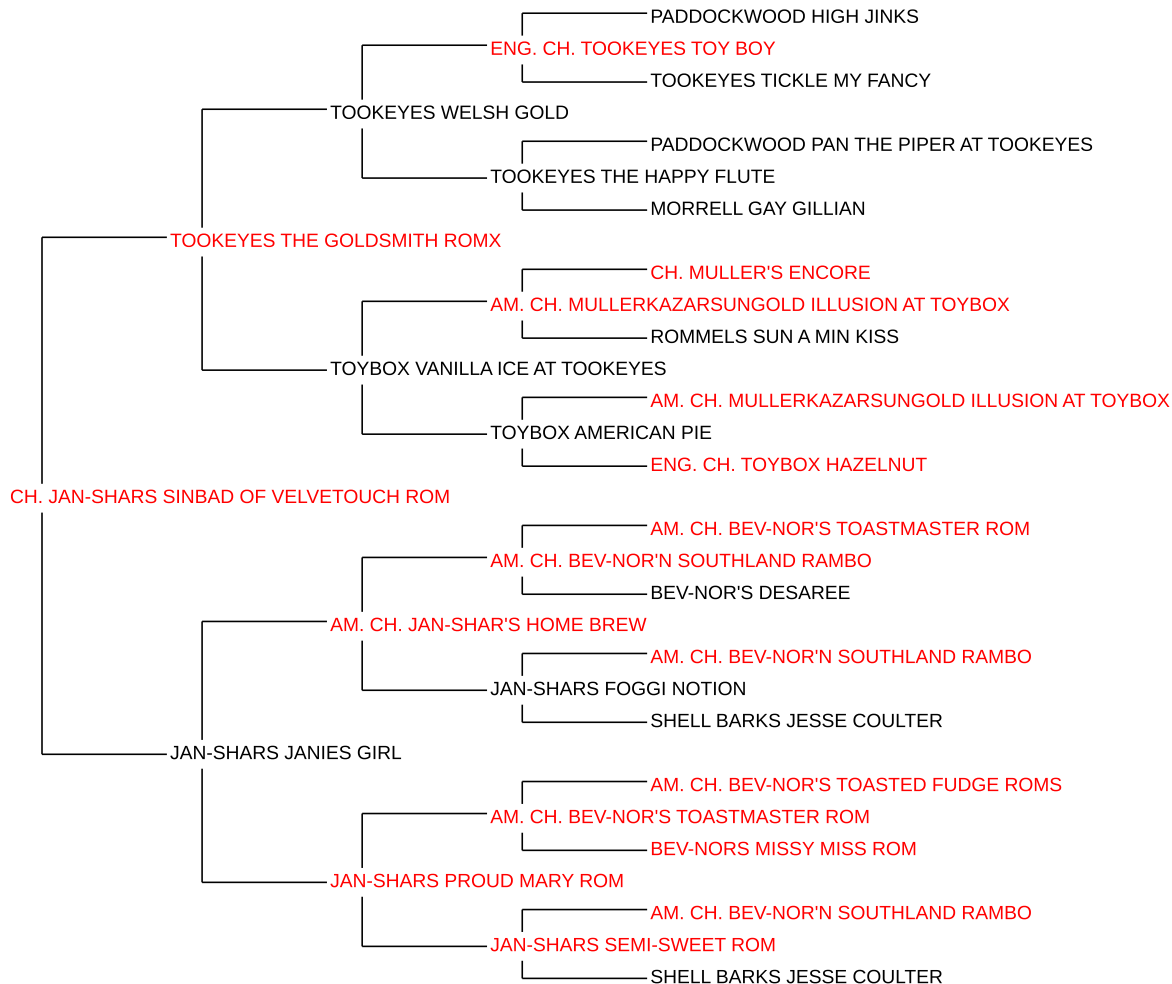 PADDOCKWOOD HIGH JINKS
ENG. CH. TOOKEYES TOY BOY
TOOKEYES TICKLE MY FANCY
TOOKEYES WELSH GOLD
PADDOCKWOOD PAN THE PIPER AT TOOKEYES
TOOKEYES THE HAPPY FLUTE
MORRELL GAY GILLIAN
TOOKEYES THE GOLDSMITH ROMX
CH. MULLER'S ENCORE
AM. CH. MULLERKAZARSUNGOLD ILLUSION AT TOYBOX
ROMMELS SUN A MIN KISS
TOYBOX VANILLA ICE AT TOOKEYES
AM. CH. MULLERKAZARSUNGOLD ILLUSION AT TOYBOX
TOYBOX AMERICAN PIE
ENG. CH. TOYBOX HAZELNUT
CH. JAN-SHARS SINBAD OF VELVETOUCH ROM
AM. CH. BEV-NOR'S TOASTMASTER ROM
AM. CH. BEV-NOR'N SOUTHLAND RAMBO
BEV-NOR'S DESAREE
AM. CH. JAN-SHAR'S HOME BREW
AM. CH. BEV-NOR'N SOUTHLAND RAMBO
JAN-SHARS FOGGI NOTION
SHELL BARKS JESSE COULTER
JAN-SHARS JANIES GIRL
AM. CH. BEV-NOR'S TOASTED FUDGE ROMS
AM. CH. BEV-NOR'S TOASTMASTER ROM
BEV-NORS MISSY MISS ROM
JAN-SHARS PROUD MARY ROM
AM. CH. BEV-NOR'N SOUTHLAND RAMBO
JAN-SHARS SEMI-SWEET ROM
SHELL BARKS JESSE COULTER